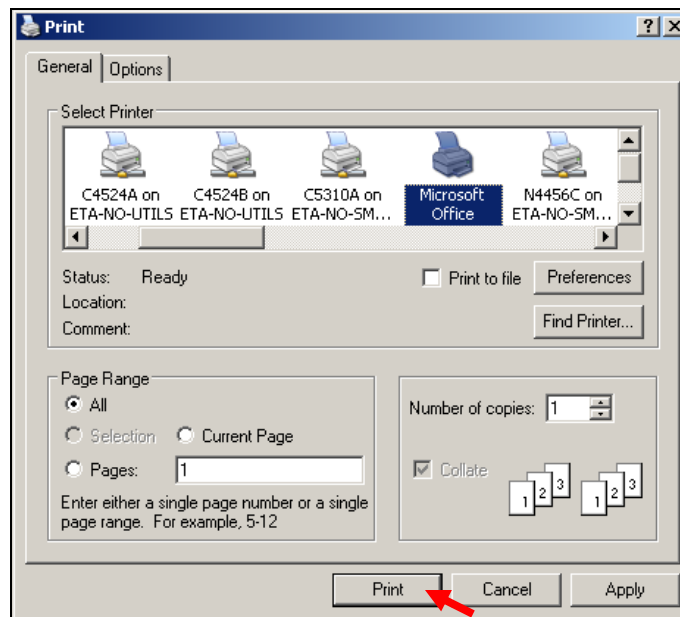 Print
General Options
Select Printer
C4524A on ETA-NO-UTILS
C4524B on ETA-NO-UTILS
C5310A on ETA-NO-SM...
Microsoft Office
N4456C on ETA-NO-SM...
Status: Ready
Location:
Comment:
Print to file
Preferences
Find Printer...
Page Range
All
Selection Current Page
Pages: 1
Enter either a single page number or a single
page range. For example, 5-12
Number of copies: 1
Collate
1 2 3 1 2 3
Print Cancel Apply